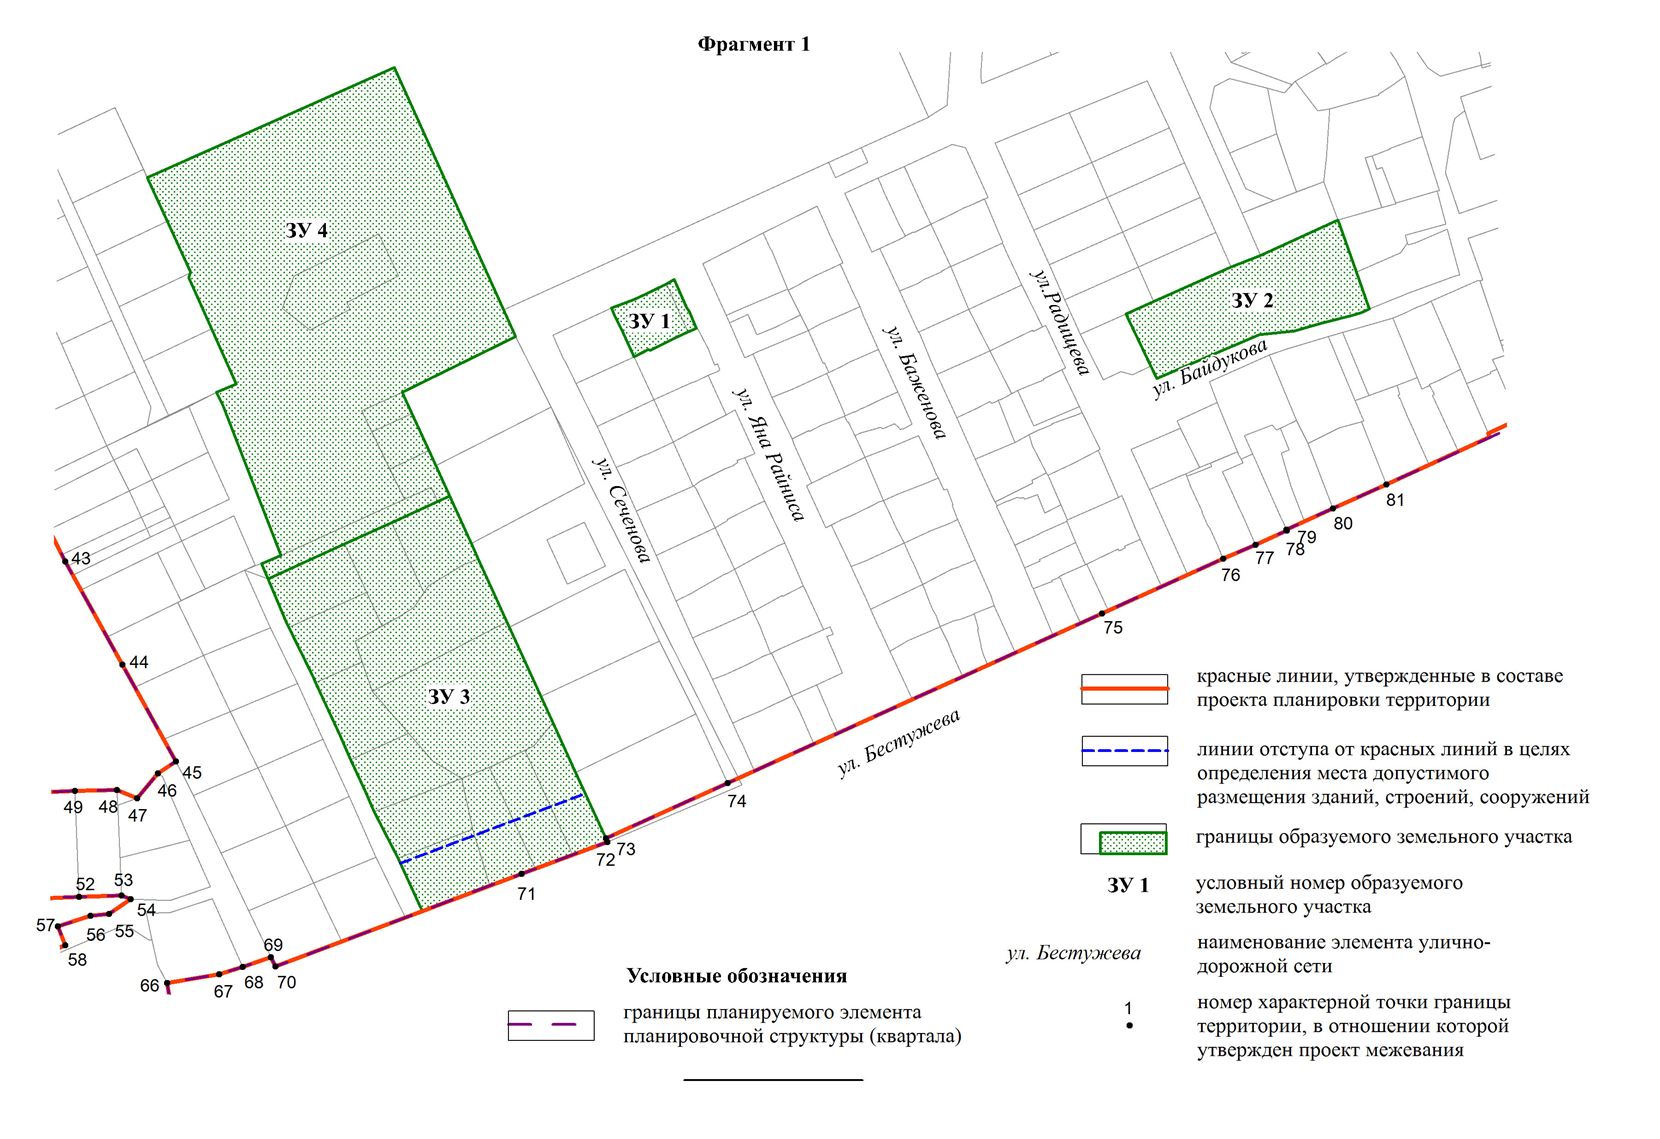 Фрагмент 1
ЗУ 4
ЗУ 1
ЗУ 2
ул. Радищева
ул. Баженова
ул. Байдукова
ул. Яна Райниса
ул. Сеченова
81
80
79
78
77
76
75
43
44
ЗУ 3
ул. Бестужева
45
46
47
48
49
74
73
72
71
52
53
54
55
56
57
58
69
70
68
67
66
красные линии, утвержденные в составе
проекта планировки территории
линии отступа от красных линий в целях
определения места допустимого
размещения зданий, строений, сооружений
границы образуемого земельного участка
ЗУ 1
условный номер образуемого
земельного участка
ул. Бестужева
наименование элемента улично-
дорожной сети
1
номер характерной точки границы
территории, в отношении которой
утвержден проект межевания
Условные обозначения
границы планируемого элемента
планировочной структуры (квартала)